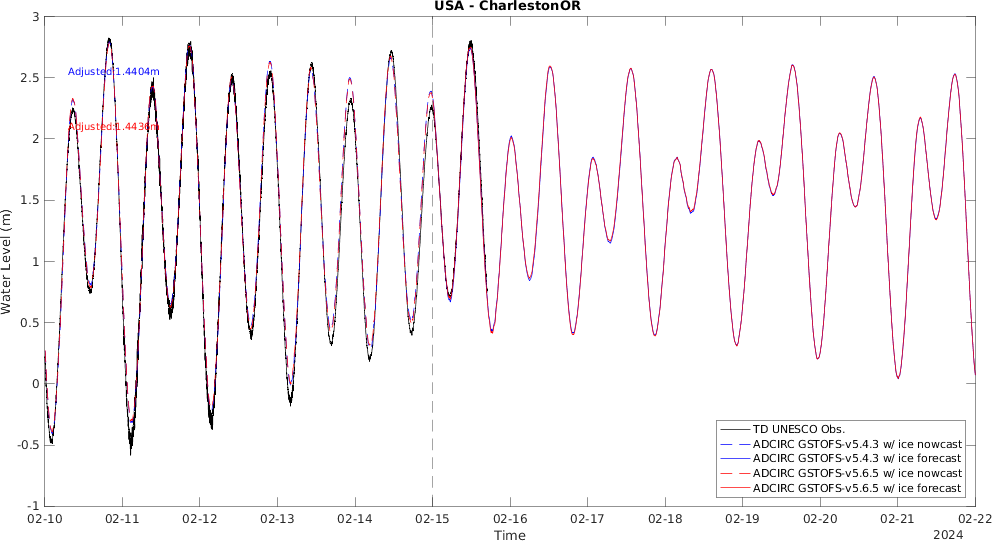 USA - CharlestonOR
3
2.5
2
1.5
1
0.5
0
-0.5
-1
Water Level (m)
Adjusted:1.4404m
Adjusted:1.4436m
TD UNESCO Obs.
ADCIRC GSTOFS-v5.4.3 w/ ice nowcast
ADCIRC GSTOFS-v5.4.3 w/ ice forecast
ADCIRC GSTOFS-v5.6.5 w/ ice nowcast
ADCIRC GSTOFS-v5.6.5 w/ ice forecast
02-10 02-11 02-12 02-13 02-14 02-15 02-16 02-17 02-18 02-19 02-20 02-21 02-22
Time
2024